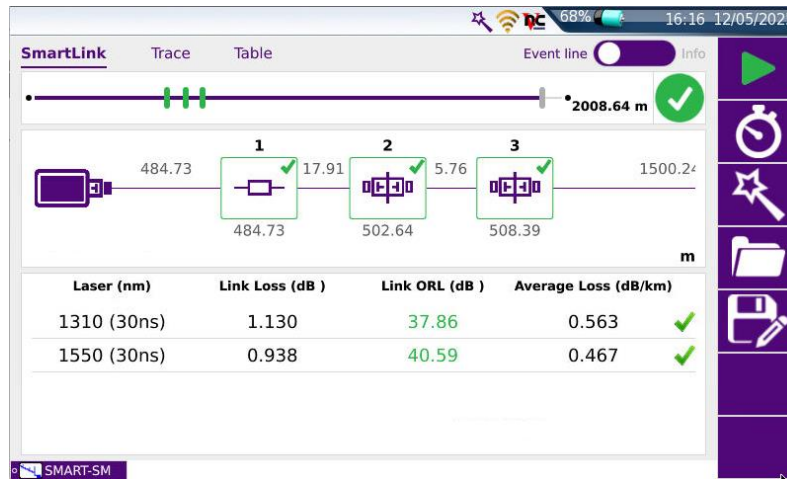 68% 16:16 12/05/202
SmartLink Trace Table Event line Info
2008.64 m
1 2 3
484.73 17.91 5.76 1500.24
484.73 502.64 508.39
m
Laser (nm) Link Loss (dB ) Link ORL (dB ) Average Loss (dB/km)
1310 (30ns) 1.130 37.86 0.563
1550 (30ns) 0.938 40.59 0.467
SMART-SM